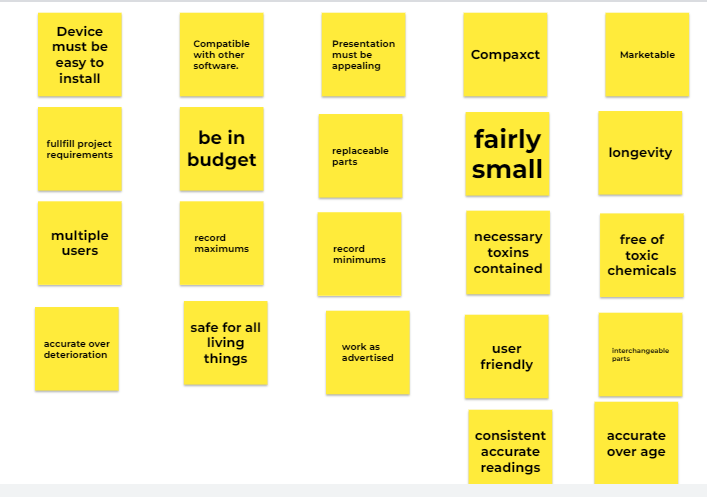 Device
must be
easy to
install
Compatible
with other
software.
Presentation
must be
appealing
Compaxct
Marketable
fullfill project
requirements
be in
budget
replaceable
parts
fairly
small
longevity
multiple
users
record
maximums
record
minimums
necessary
toxins
contained
free of
toxic
chemicals
accurate over
deterioration
safe for all
living
things
work as
advertised
user
friendly
interchangeable
parts
consistent
accurate
readings
accurate
over age